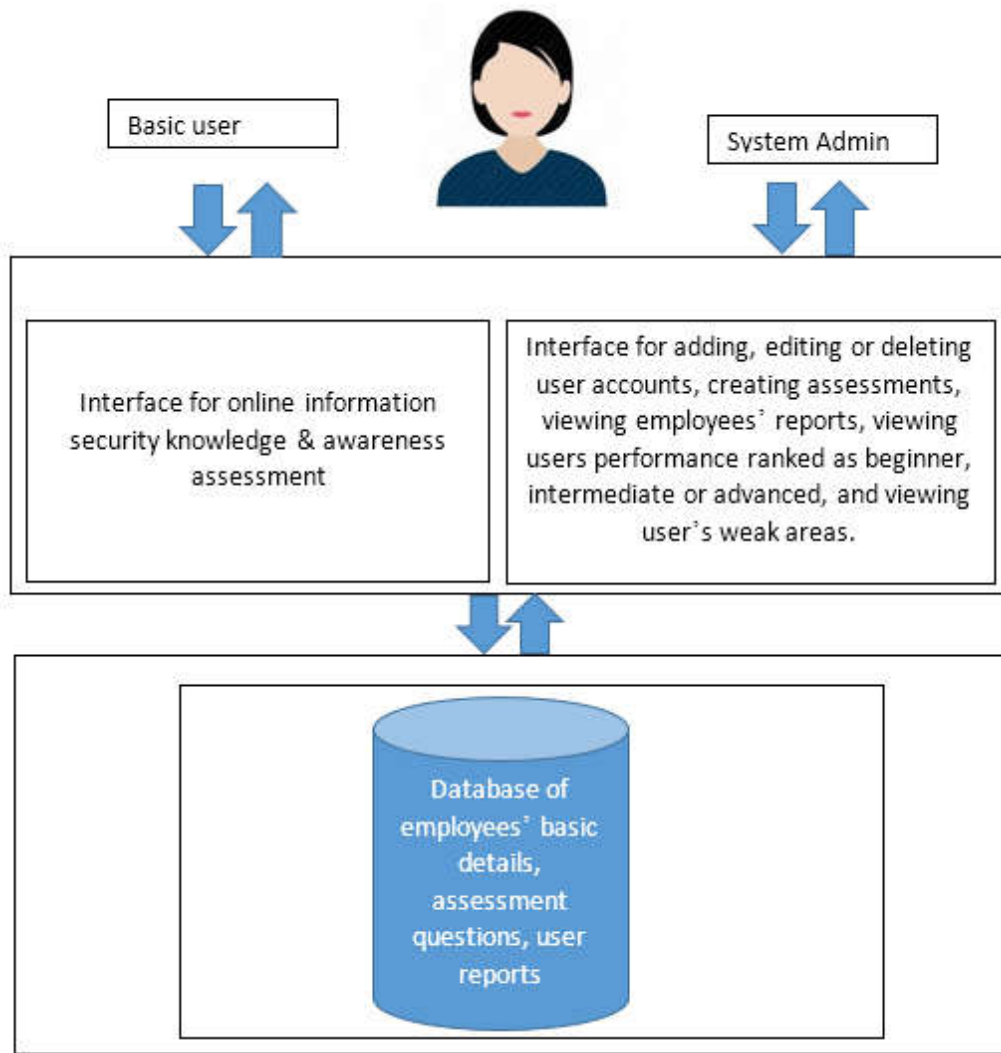 Basic user
System Admin
Interface for online information
security knowledge & awareness
assessment
Interface for adding, editing or deleting
user accounts, creating assessments,
viewing employees' reports, viewing
users performance ranked as beginner,
intermediate or advanced, and viewing
user's weak areas.
Database of
employees' basic
details,
assessment
questions, user
reports